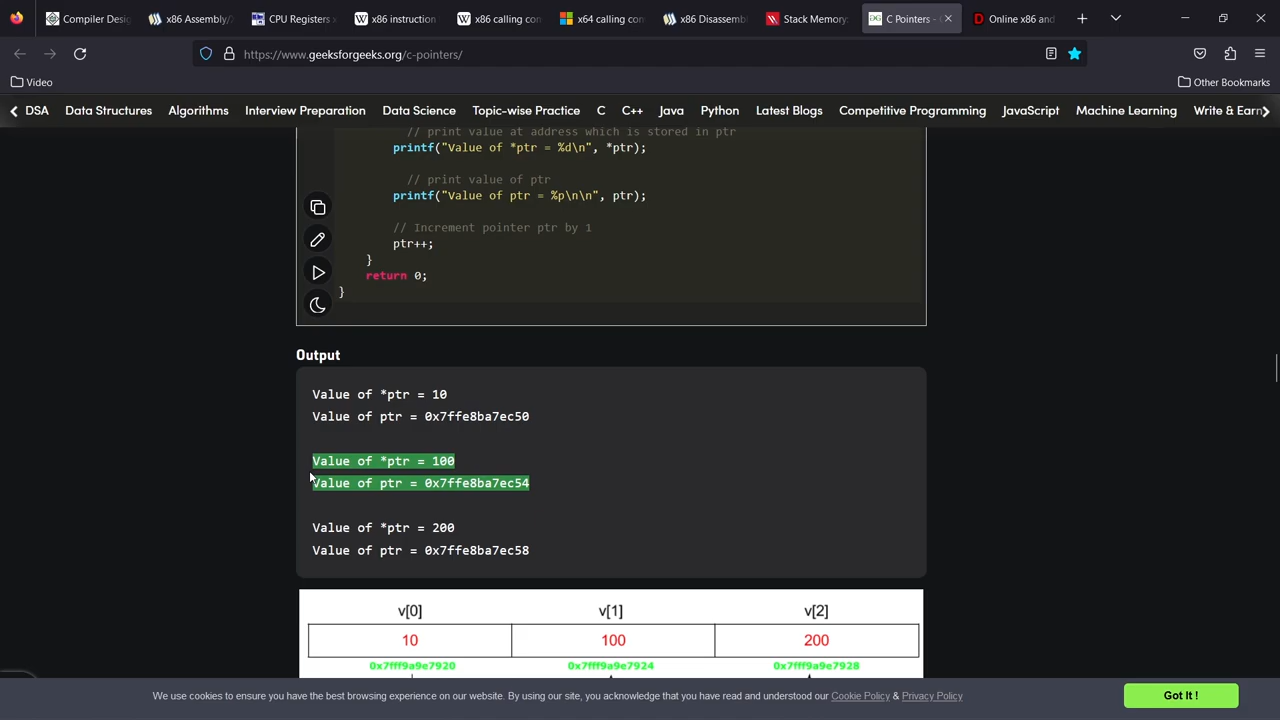 Compiler Desig
x86 Assembly/
CPU Registers x
x86 instruction
x86 calling con
x64 calling con
x86 Disassemb
Stack Memory:
C Pointers -
Online x86 and
https://www.geeksforgeeks.org/c-pointers/
Video
Other Bookmarks
DSA
Data Structures
Algorithms
Interview Preparation
Data Science
Topic-wise Practice
C
C++
Java
Python
Latest Blogs
Competitive Programming
JavaScript
Machine Learning
Write & Earn
// print value at address which is stored in ptr
printf("Value of *ptr = %d\n", *ptr);
// print value of ptr
printf("Value of ptr = %p\n\n", ptr);
// Increment pointer ptr by 1
ptr++;
}
return 0;
}
Output
Value of *ptr = 10
Value of ptr = 0x7ffe8ba7ec50
Value of *ptr = 100
Value of ptr = 0x7ffe8ba7ec54
Value of *ptr = 200
Value of ptr = 0x7ffe8ba7ec58
v[0]
v[1]
v[2]
10
100
200
0x7fff9a9e7920
0x7fff9a9e7924
0x7fff9a9e7928
We use cookies to ensure you have the best browsing experience on our website. By using our site, you acknowledge that you have read and understood our Cookie Policy & Privacy Policy
Got It !